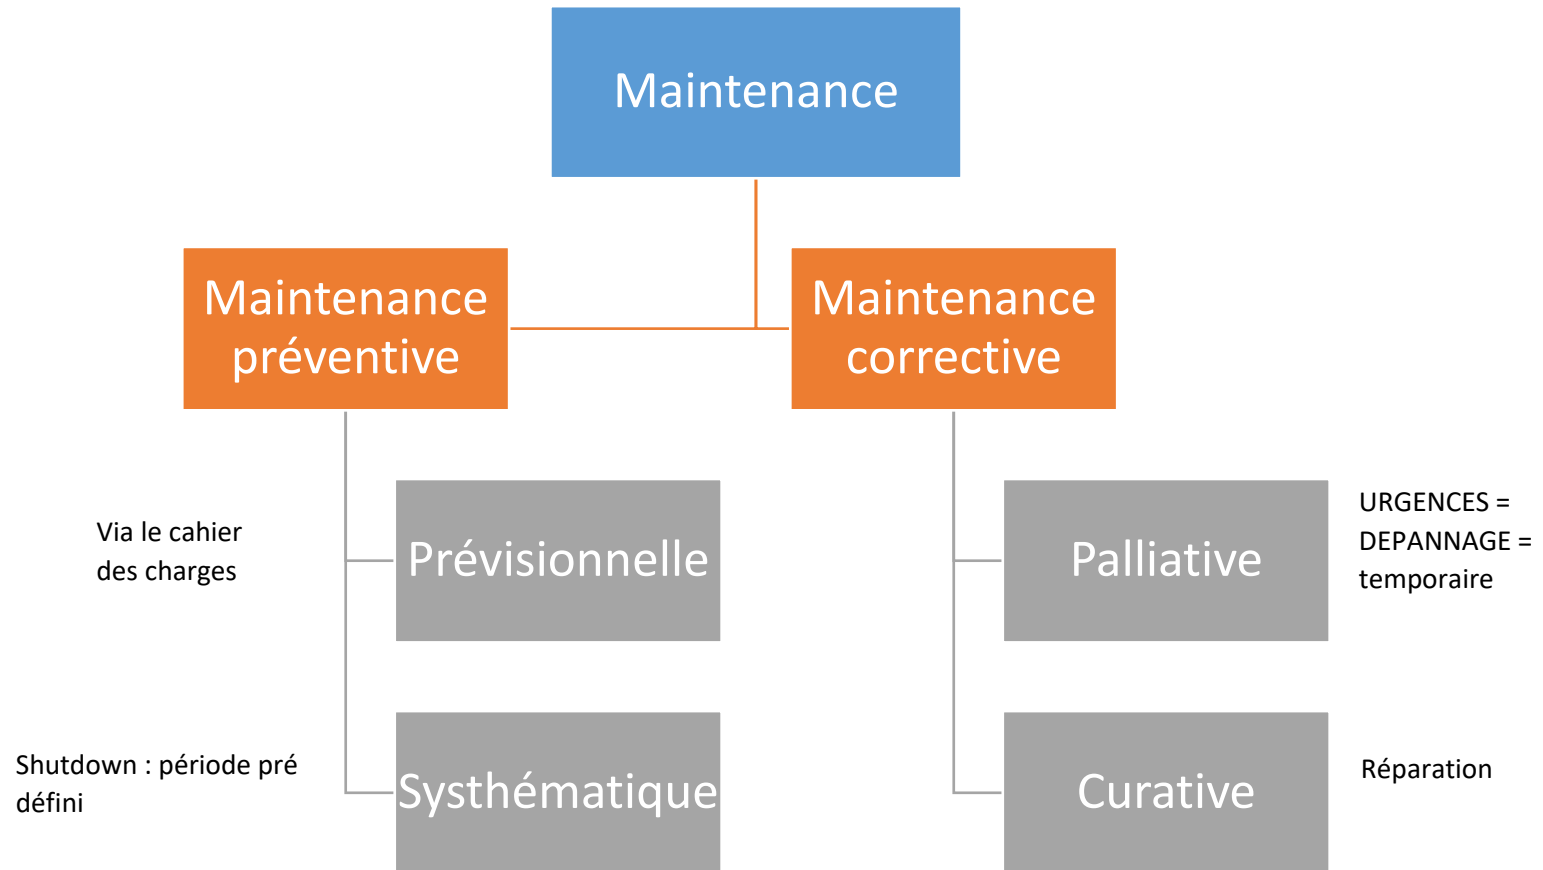 Maintenance
Maintenance
préventive
Maintenance
corrective
Via le cahier
des charges
Prévisionnelle
Palliative
URGENCES =
DEPANNAGE =
temporaire
Shutdown : période pré
défini
Systhématique
Curative
Réparation